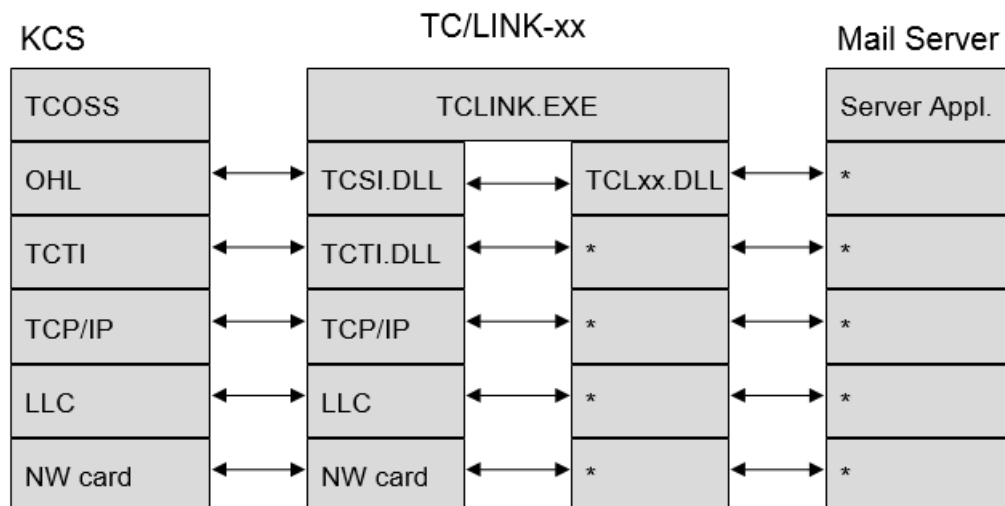 KCS TC/LINK-xx Mail Server
TCOSS TCLINK.EXE Server Appl.
OHL TCSI.DLL TCLxx.DLL *
TCTI TCTI.DLL * *
TCP/IP TCP/IP * *
LLC LLC * *
NW card NW card * *